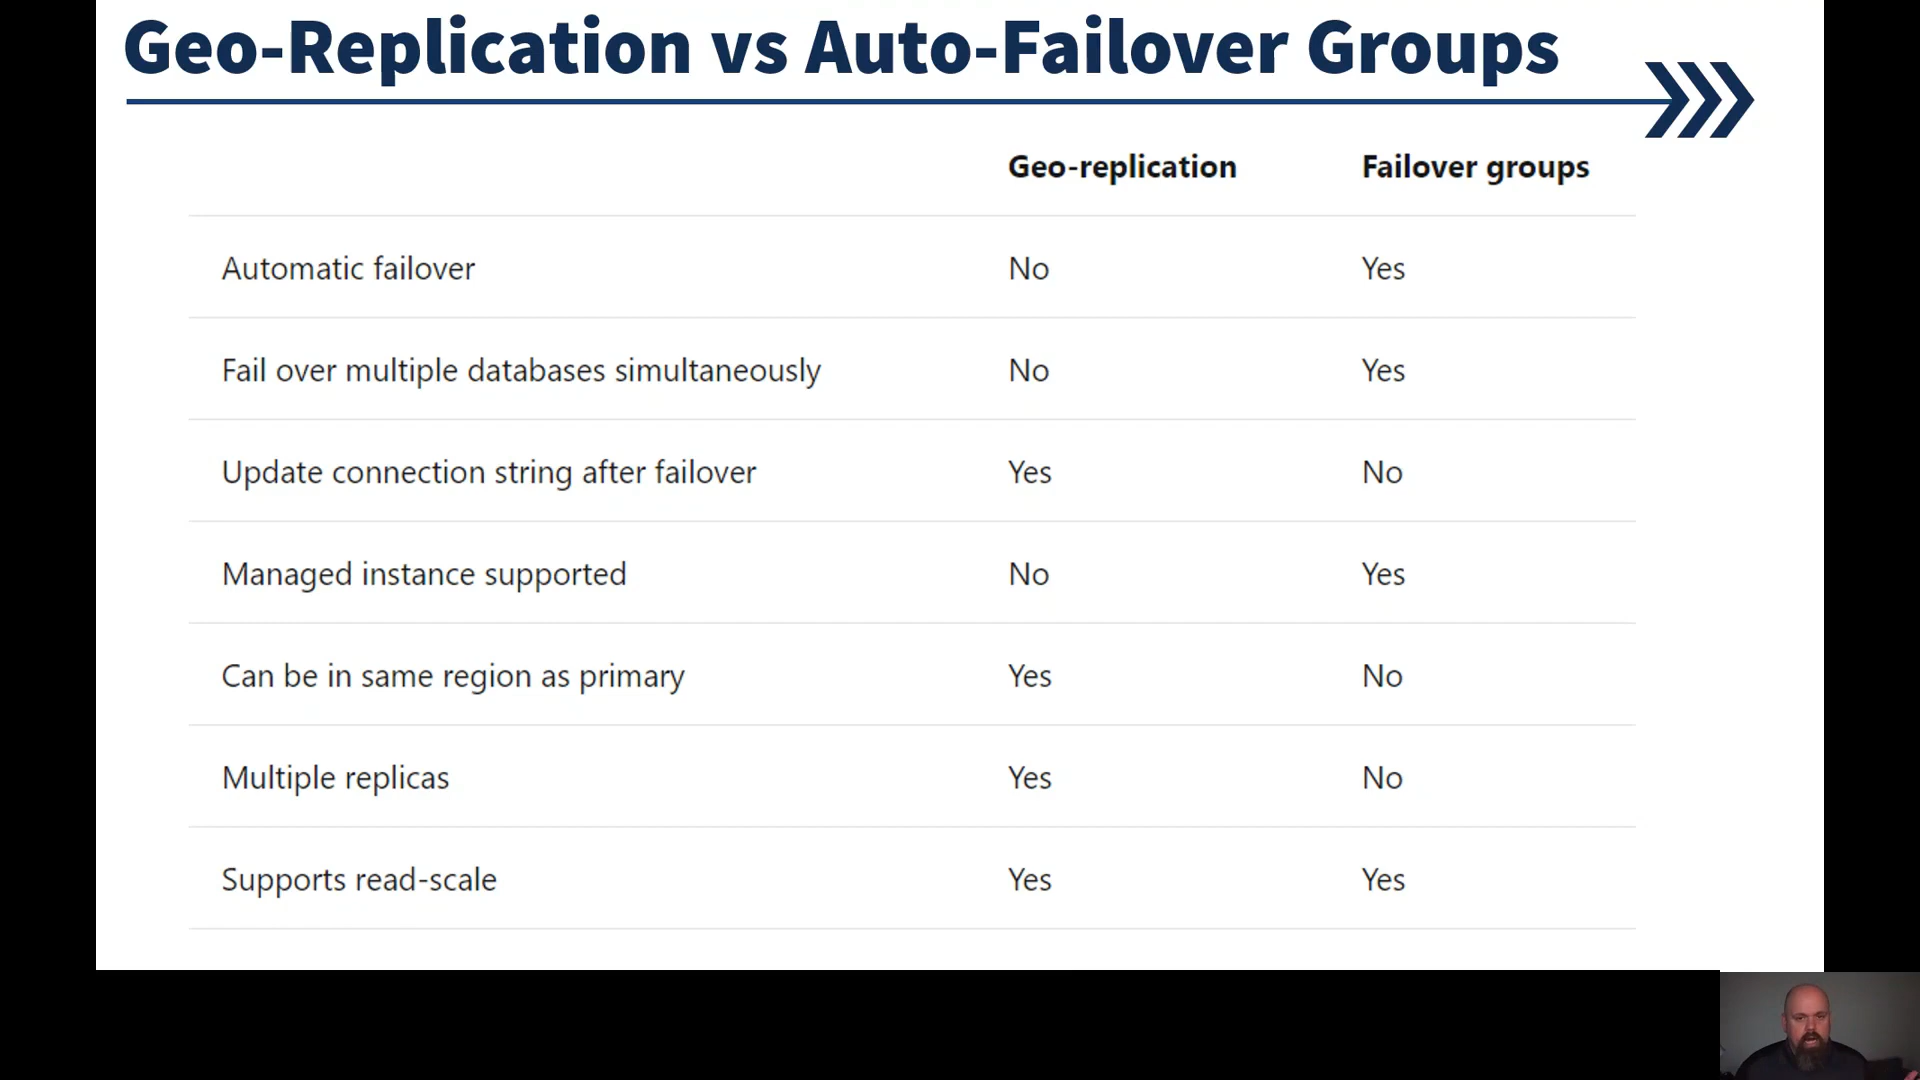 Geo-Replication vs Auto-Failover Groups
Geo-replication Failover groups
Automatic failover No Yes
Fail over multiple databases simultaneously No Yes
Update connection string after failover Yes No
Managed instance supported No Yes
Can be in same region as primary Yes No
Multiple replicas Yes No
Supports read-scale Yes Yes